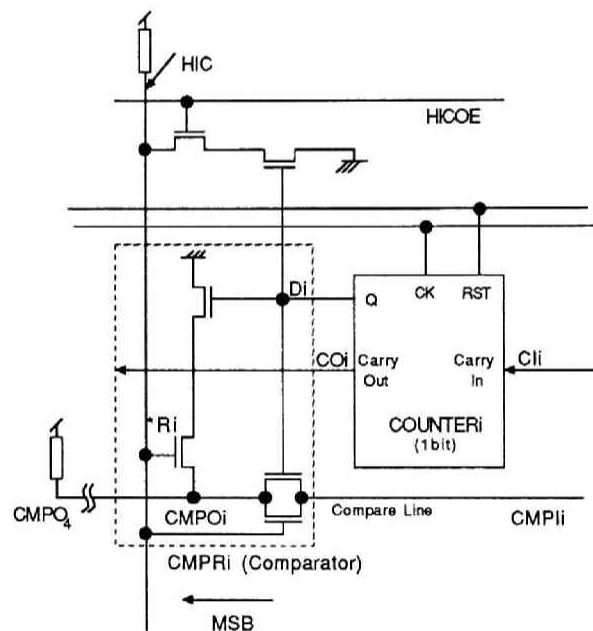 HIC
HICOE
Di
Q
CK
RST
COi
Carry Out
Carry In
CIi
COUNTERi
(1bit)
*Ri
CMPO4
CMPOi
Compare Line
CMPIi
CMPRi (Comparator)
MSB